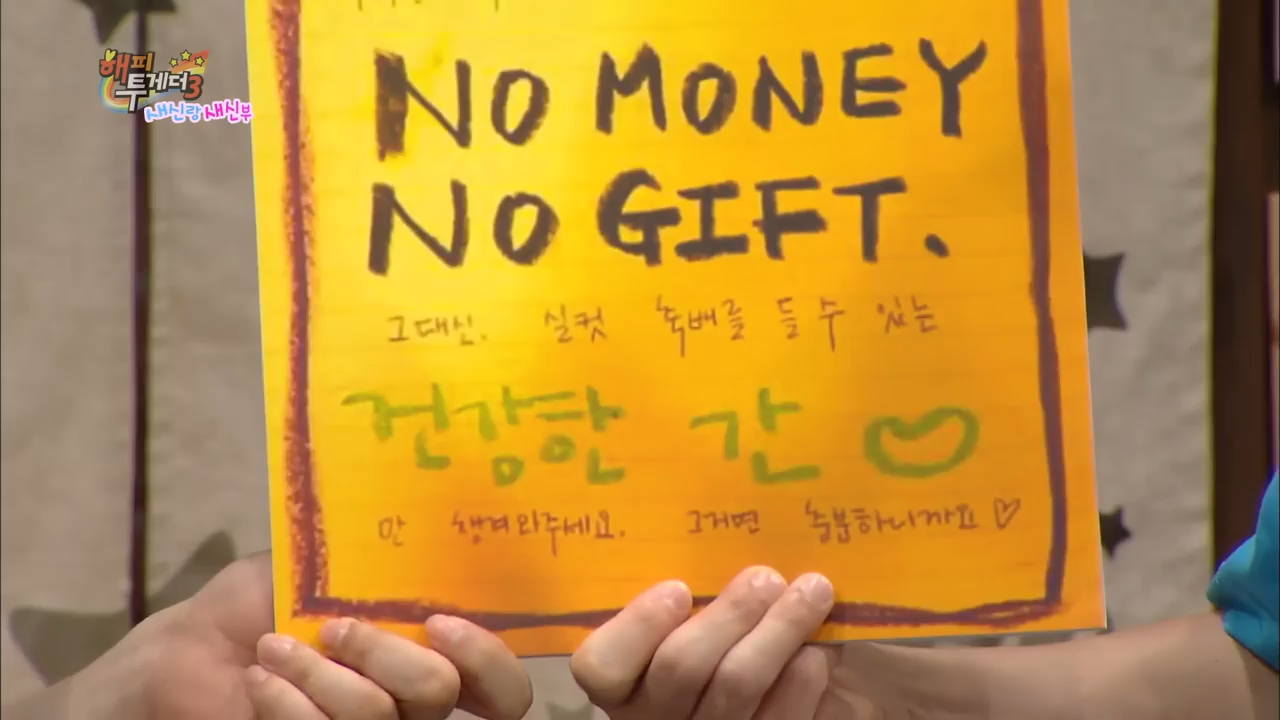 해피
투게더3
새신랑새신부
NO MONEY
NO GIFT.
그대신. 실컷 축배를 들 수 있는
건강한 간
만 챙겨와주세요. 그거면 충분하니까요